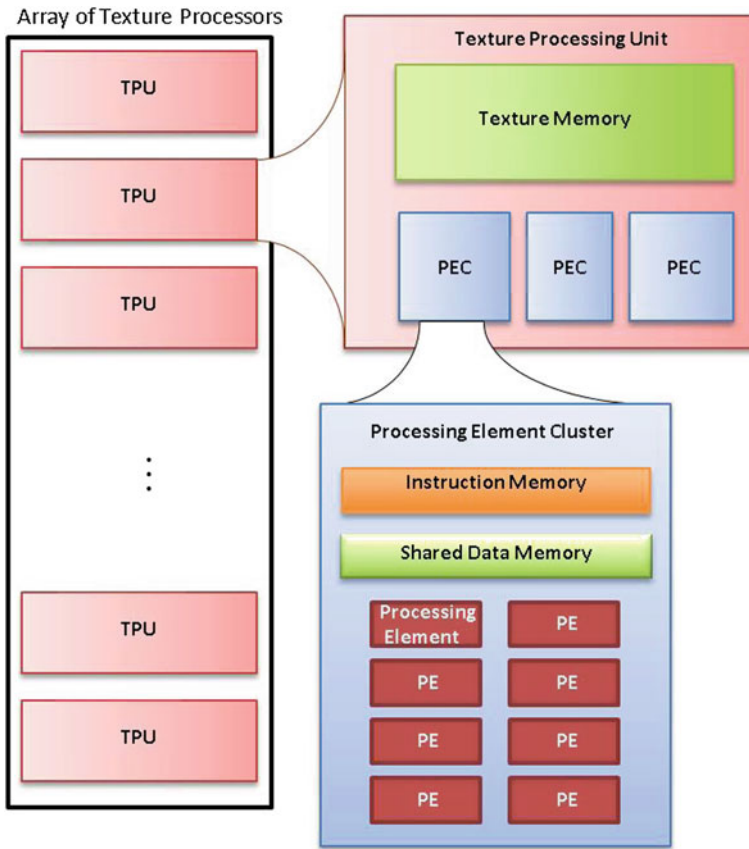 Array of Texture Processors
TPU
TPU
TPU
⋮
TPU
TPU
Texture Processing Unit
Texture Memory
PEC
PEC
PEC
Processing Element Cluster
Instruction Memory
Shared Data Memory
Processing
Element
PE
PE
PE
PE
PE
PE
PE